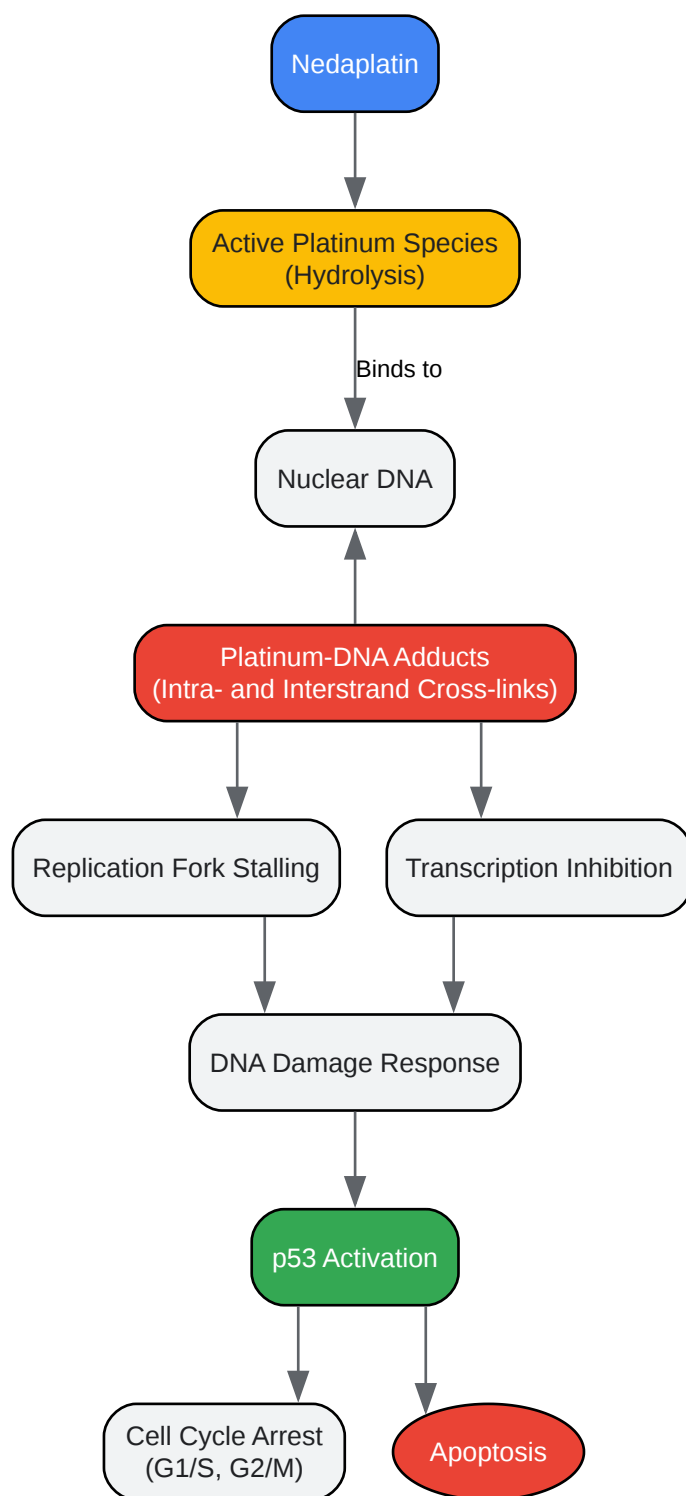 Nedaplatin
Active Platinum Species
(Hydrolysis)
Binds to
Nuclear DNA
Platinum-DNA Adducts
(Intra- and Interstrand Cross-links)
Replication Fork Stalling
Transcription Inhibition
DNA Damage Response
p53 Activation
Cell Cycle Arrest
(G1/S, G2/M)
Apoptosis